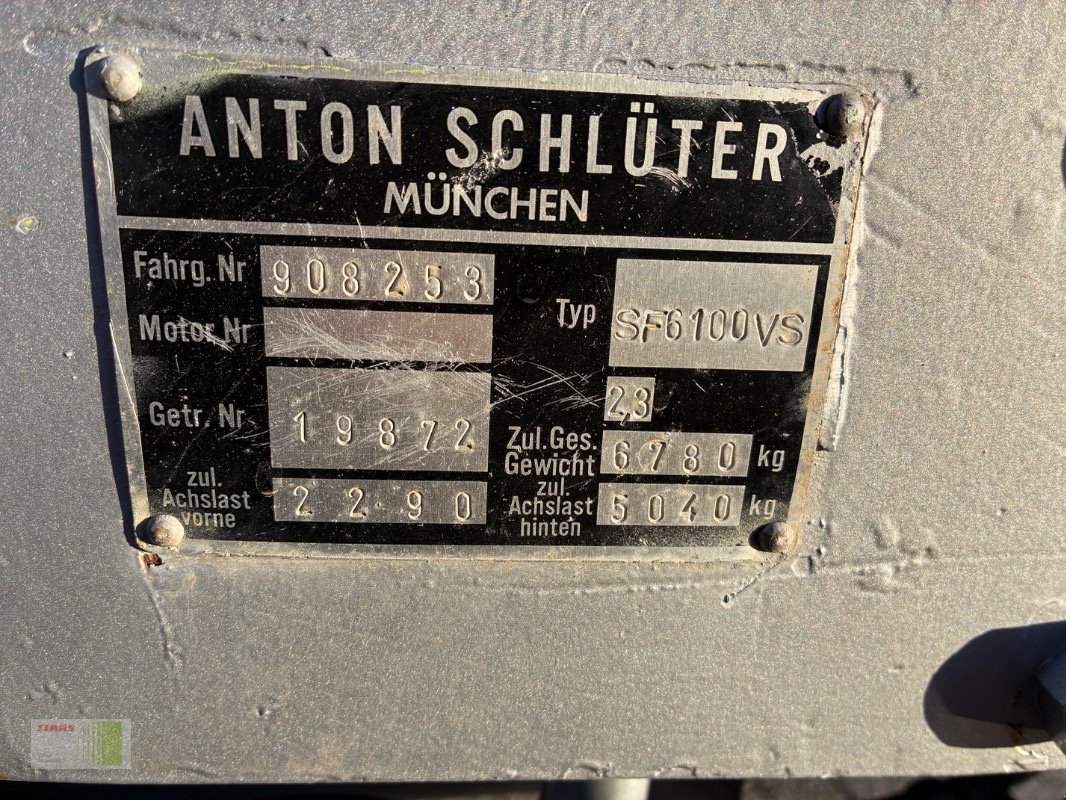 ANTON SCHLÜTER
MÜNCHEN
Fahrg. Nr 908253
Motor Nr
Typ SF6100VS
Getr. Nr 19872
23
Zul. Ges. Gewicht 6780 kg
zul. Achslast vorne 2290
zul. Achslast hinten 5040 kg
CLAAS